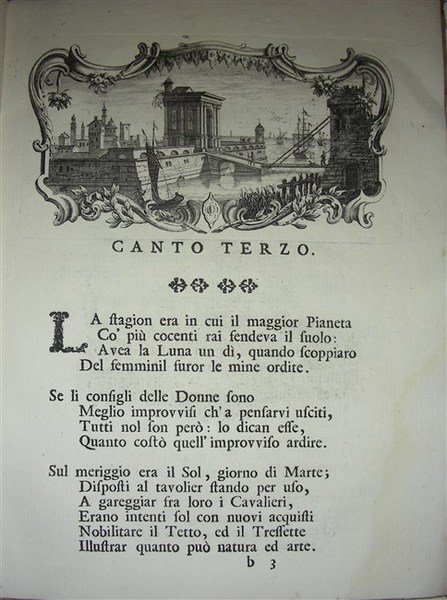 CANTO TERZO.
LA ſtagion era in cui il maggior Pianeta
Co' più cocenti rai fendeva il ſuolo:
Avea la Luna un dì, quando ſcoppiaro
Del femminil furor le mine ordite.
Se li conſigli delle Donne ſono
Meglio improvviſi ch'a penſarvi uſciti,
Tutti nol ſon però: lo dican eſſe,
Quanto coſtò quell'improvviſo ardire.
Sul meriggio era il Sol, giorno di Marte;
Diſpoſti al tavolier ſtando per uſo,
A gareggiar fra loro i Cavalieri,
Erano intenti ſol con nuovi acquiſti
Nobilitare il Tetto, ed il Treſſette
Illuſtrar quanto può natura ed arte.
b 3